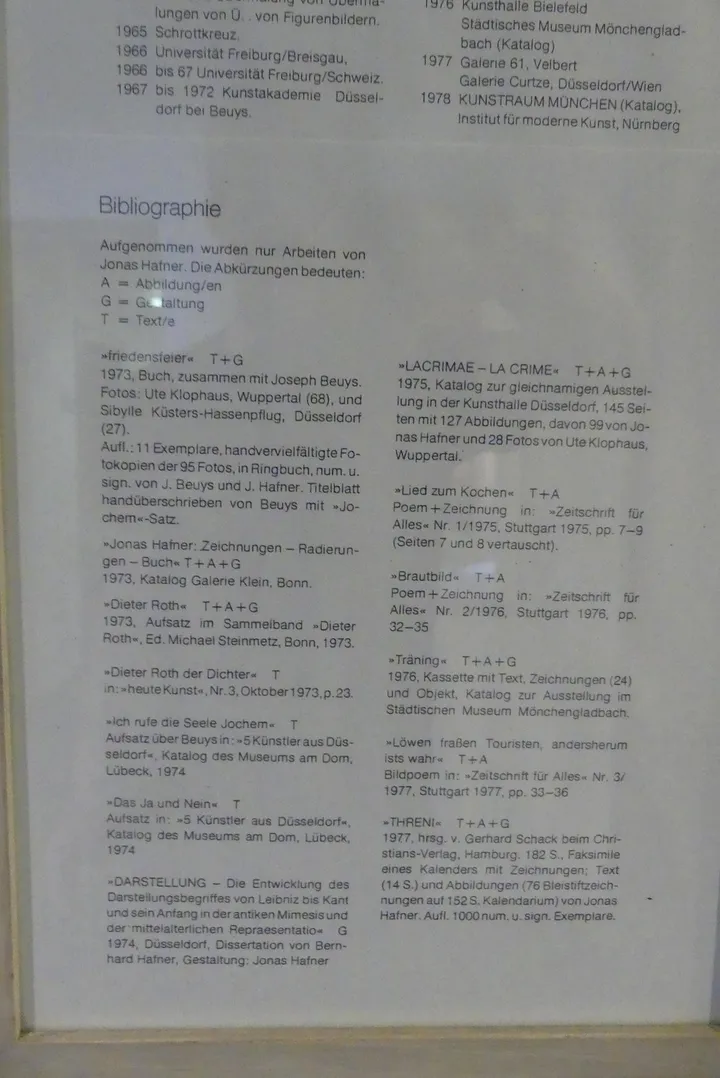 lungen von Ü. . von Figurenbildern.
1965 Schrottkreuz.
1966 Universität Freiburg/Breisgau,
1966 bis 67 Universität Freiburg/Schweiz.
1967 bis 1972 Kunstakademie Düssel-
dorf bei Beuys.
1976 Kunsthalle Bielefeld
Städtisches Museum Mönchenglad-
bach (Katalog)
1977 Galerie 61, Velbert
Galerie Curtze, Düsseldorf/Wien
1978 KUNSTRAUM MÜNCHEN (Katalog),
Institut für moderne Kunst, Nürnberg
Bibliographie
Aufgenommen wurden nur Arbeiten von
Jonas Hafner. Die Abkürzungen bedeuten:
A = Abbildung/en
G = Gestaltung
T = Text/e
»friedensfeier« T+G
1973, Buch, zusammen mit Joseph Beuys.
Fotos: Ute Klophaus, Wuppertal (68), und
Sibylle Küsters-Hassenpflug, Düsseldorf
(27).
Aufl.: 11 Exemplare, handvervielfältigte Fo-
tokopien der 95 Fotos, in Ringbuch, num. u.
sign. von J. Beuys und J. Hafner. Titelblatt
handüberschrieben von Beuys mit »Jo-
chem«-Satz.
»Jonas Hafner: Zeichnungen – Radierun-
gen – Buch« T+A+G
1973, Katalog Galerie Klein, Bonn.
»Dieter Roth« T+A+G
1973, Aufsatz im Sammelband »Dieter
Roth«, Ed. Michael Steinmetz, Bonn, 1973.
»Dieter Roth der Dichter« T
in: »heute Kunst«, Nr. 3, Oktober 1973, p. 23.
»Ich rufe die Seele Jochem« T
Aufsatz über Beuys in: »5 Künstler aus Düs-
seldorf«, Katalog des Museums am Dom,
Lübeck, 1974
»Das Ja und Nein« T
Aufsatz in: »5 Künstler aus Düsseldorf«,
Katalog des Museums am Dom, Lübeck,
1974
»DARSTELLUNG – Die Entwicklung des
Darstellungsbegriffes von Leibniz bis Kant
und sein Anfang in der antiken Mimesis und
der mittelalterlichen Repraesentatio« G
1974, Düsseldorf, Dissertation von Bern-
hard Hafner, Gestaltung: Jonas Hafner
»LACRIMAE – LA CRIME« T+A+G
1975, Katalog zur gleichnamigen Ausstel-
lung in der Kunsthalle Düsseldorf, 145 Sei-
ten mit 127 Abbildungen, davon 99 von Jo-
nas Hafner und 28 Fotos von Ute Klophaus,
Wuppertal.
»Lied zum Kochen« T+A
Poem+Zeichnung in: »Zeitschrift für
Alles« Nr. 1/1975, Stuttgart 1975, pp. 7–9
(Seiten 7 und 8 vertauscht).
»Brautbild« T+A
Poem+Zeichnung in: »Zeitschrift für
Alles« Nr. 2/1976, Stuttgart 1976, pp.
32–35
»Träning« T+A+G
1976, Kassette mit Text, Zeichnungen (24)
und Objekt, Katalog zur Ausstellung im
Städtischen Museum Mönchengladbach.
»Löwen fraßen Touristen, andersherum
ists wahr« T+A
Bildpoem in: »Zeitschrift für Alles« Nr. 3/
1977, Stuttgart 1977, pp. 33–36
»THRENI« T+A+G
1977, hrsg. v. Gerhard Schack beim Chri-
stians-Verlag, Hamburg. 182 S., Faksimile
eines Kalenders mit Zeichnungen; Text
(14 S.) und Abbildungen (76 Bleistiftzeich-
nungen auf 152 S. Kalendarium) von Jonas
Hafner. Aufl. 1000 num. u. sign. Exemplare.